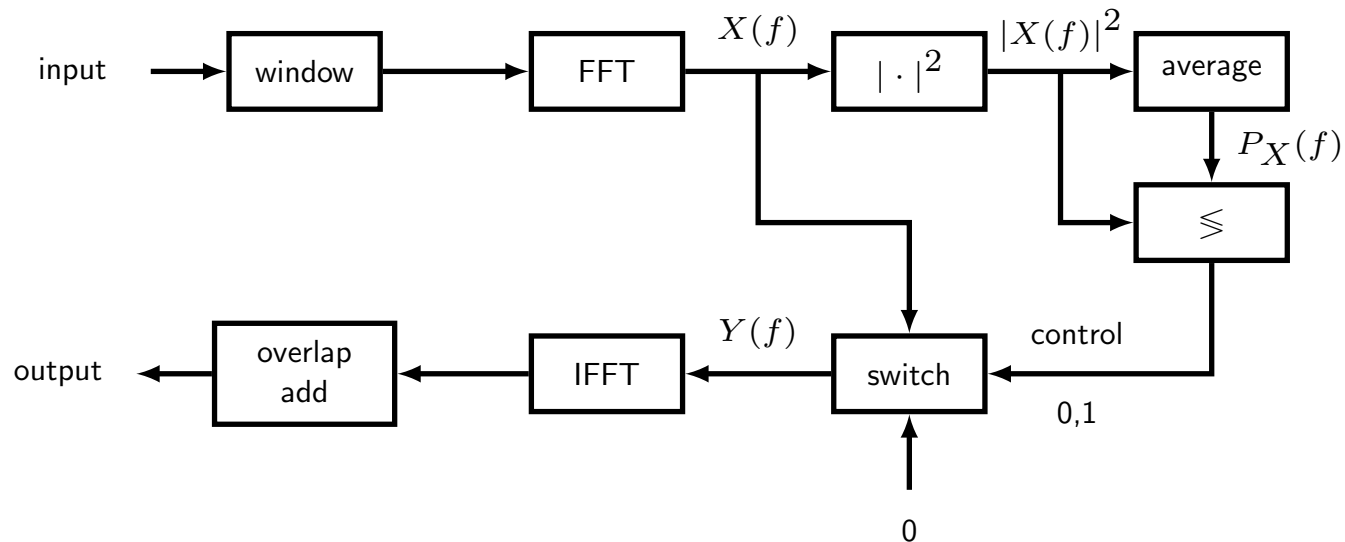 input
window
FFT
X(f)
| · |²
|X(f)|²
average
P_X(f)
≶
output
overlap
add
IFFT
Y(f)
switch
control
0,1
0